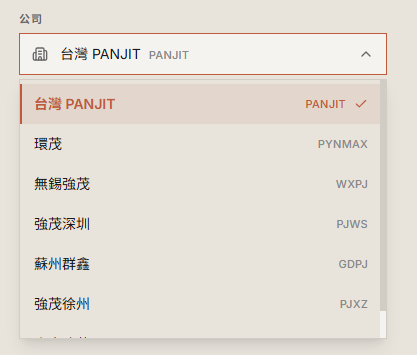 公司
台灣 PANJIT PANJIT
台灣 PANJIT PANJIT
環茂 PYNMAX
無錫強茂 WXPJ
強茂深圳 PJWS
蘇州群鑫 GDPJ
強茂徐州 PJXZ